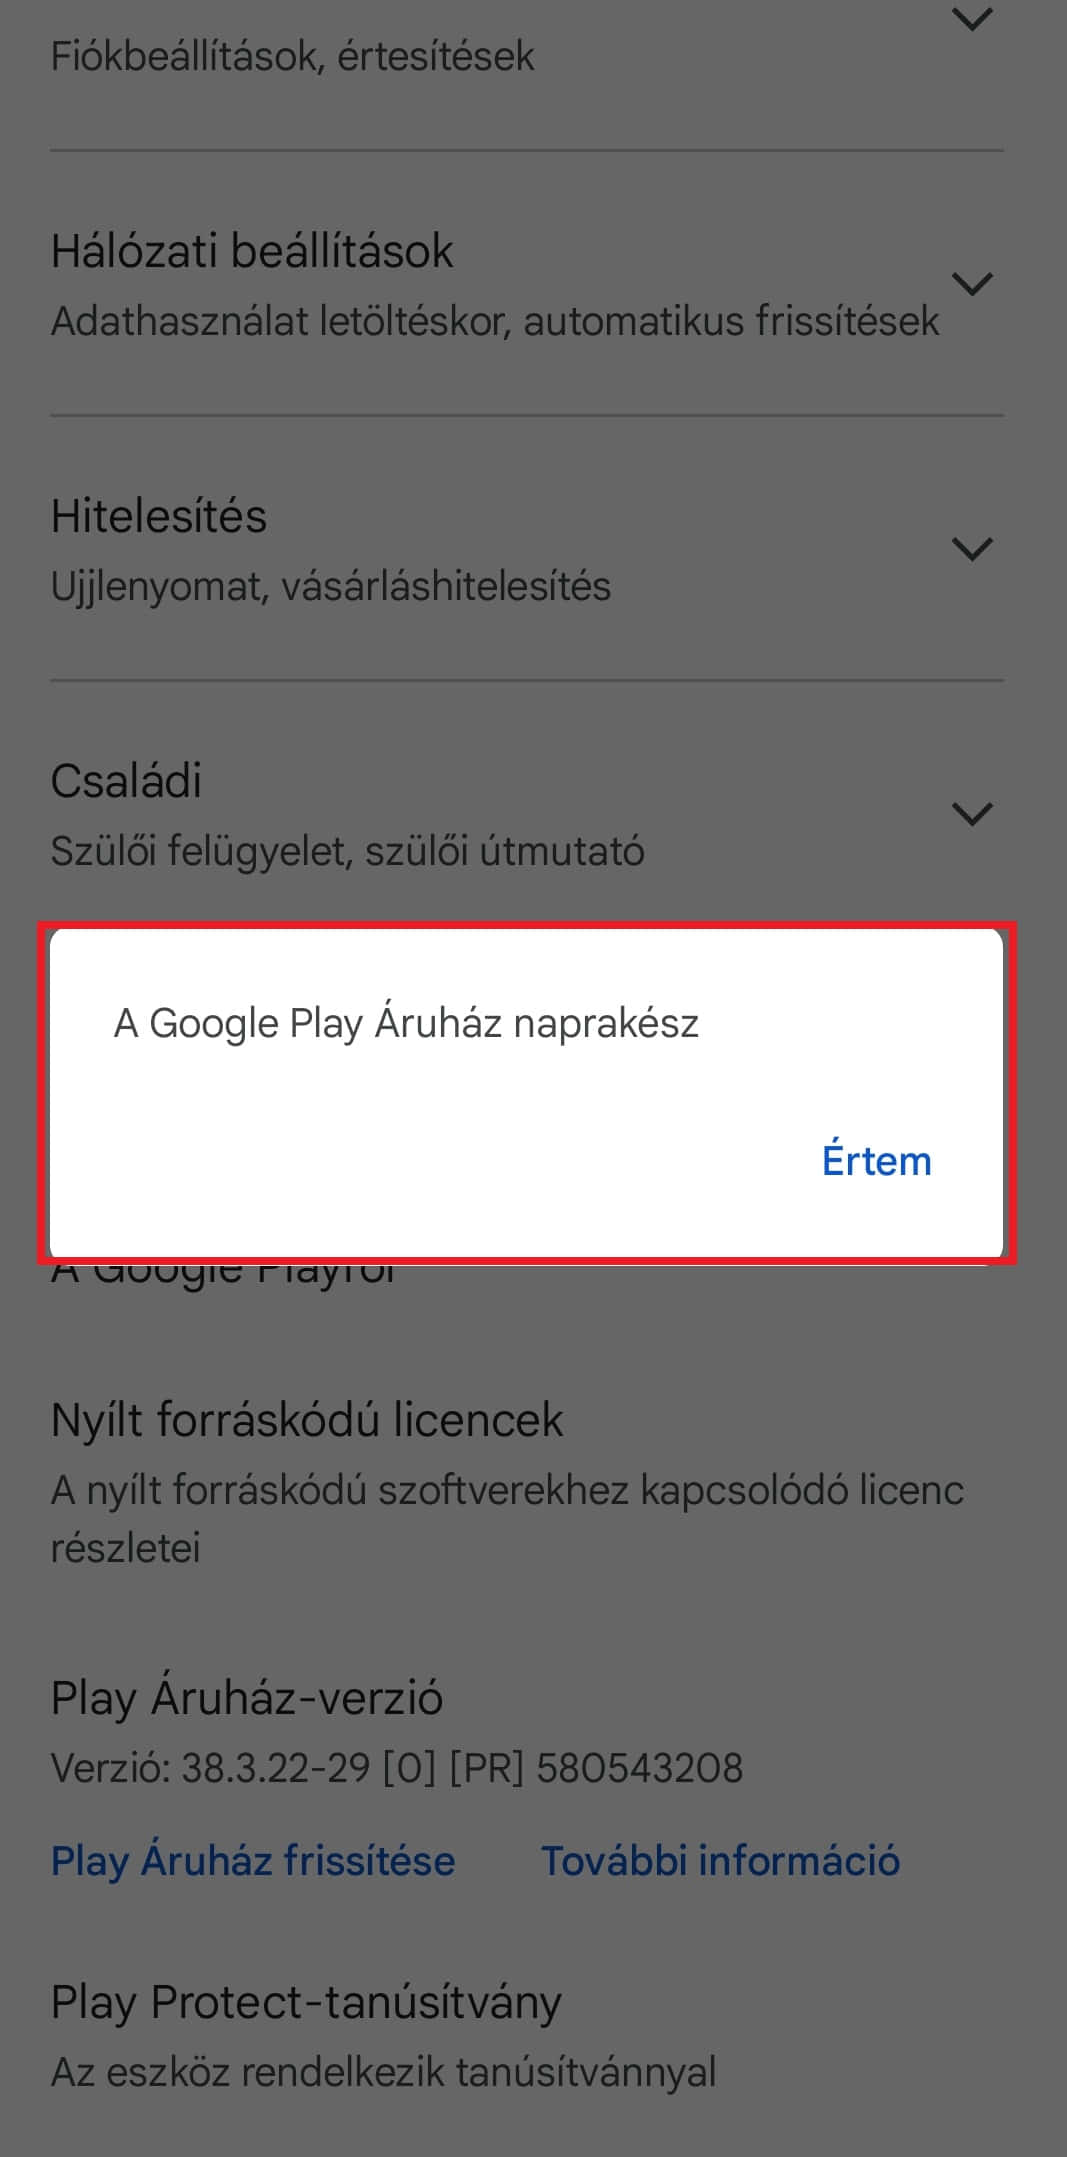 Fiókbeállítások, értesítések
Hálózati beállítások
Adathasználat letöltéskor, automatikus frissítések
Hitelesítés
Ujjlenyomat, vásárláshitelesítés
Családi
Szülői felügyelet, szülői útmutató
A Google Play Áruház naprakész
Értem
A Google Playről
Nyílt forráskódú licencek
A nyílt forráskódú szoftverekhez kapcsolódó licenc
részletei
Play Áruház-verzió
Verzió: 38.3.22-29 [0] [PR] 580543208
Play Áruház frissítése
További információ
Play Protect-tanúsítvány
Az eszköz rendelkezik tanúsítvánnyal